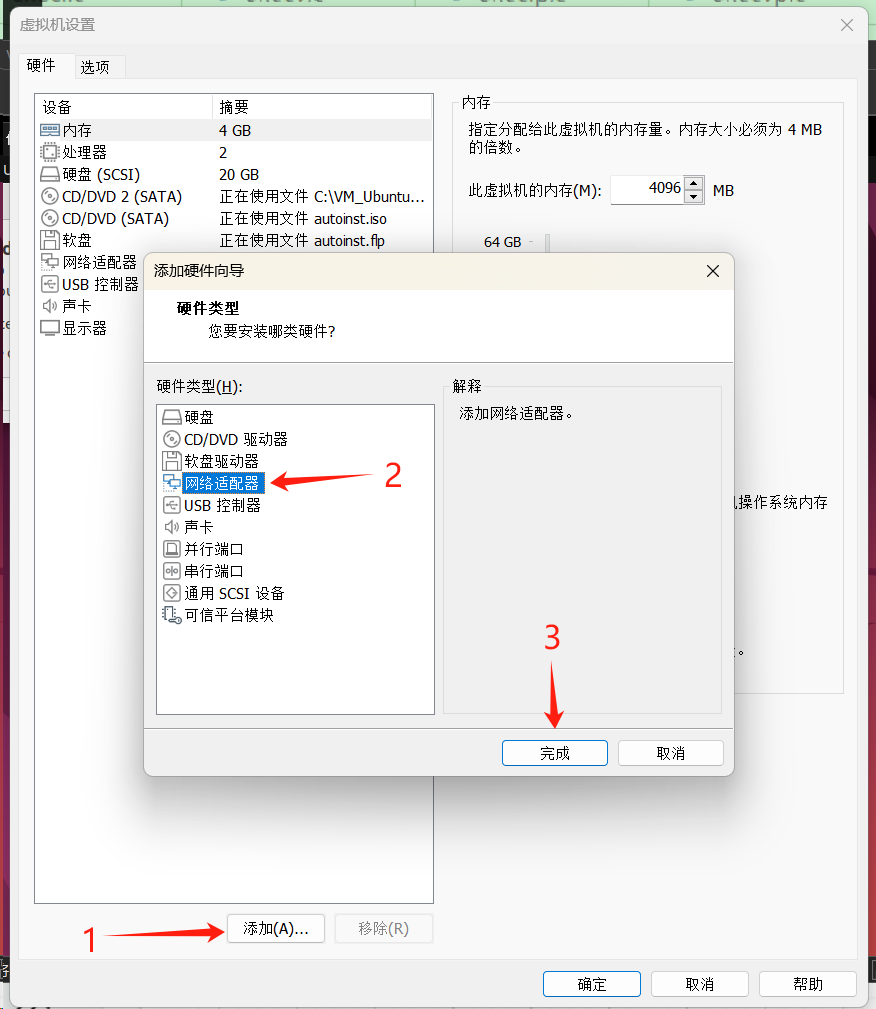 虚拟机设置
硬件
选项
设备 摘要
内存 4 GB
处理器 2
硬盘 (SCSI) 20 GB
CD/DVD 2 (SATA) 正在使用文件 C:\VM_Ubuntu...
CD/DVD (SATA) 正在使用文件 autoinst.iso
软盘 正在使用文件 autoinst.flp
网络适配器
USB 控制器
声卡
显示器
内存
指定分配给此虚拟机的内存量。内存大小必须为 4 MB
的倍数。
此虚拟机的内存(M): 4096 MB
64 GB
操作系统内存
添加硬件向导
硬件类型
您要安装哪类硬件?
硬件类型(H):
硬盘
CD/DVD 驱动器
软盘驱动器
网络适配器
USB 控制器
声卡
并行端口
串行端口
通用 SCSI 设备
可信平台模块
2
解释
添加网络适配器。
3
完成
取消
1
添加(A)...
移除(R)
确定
取消
帮助